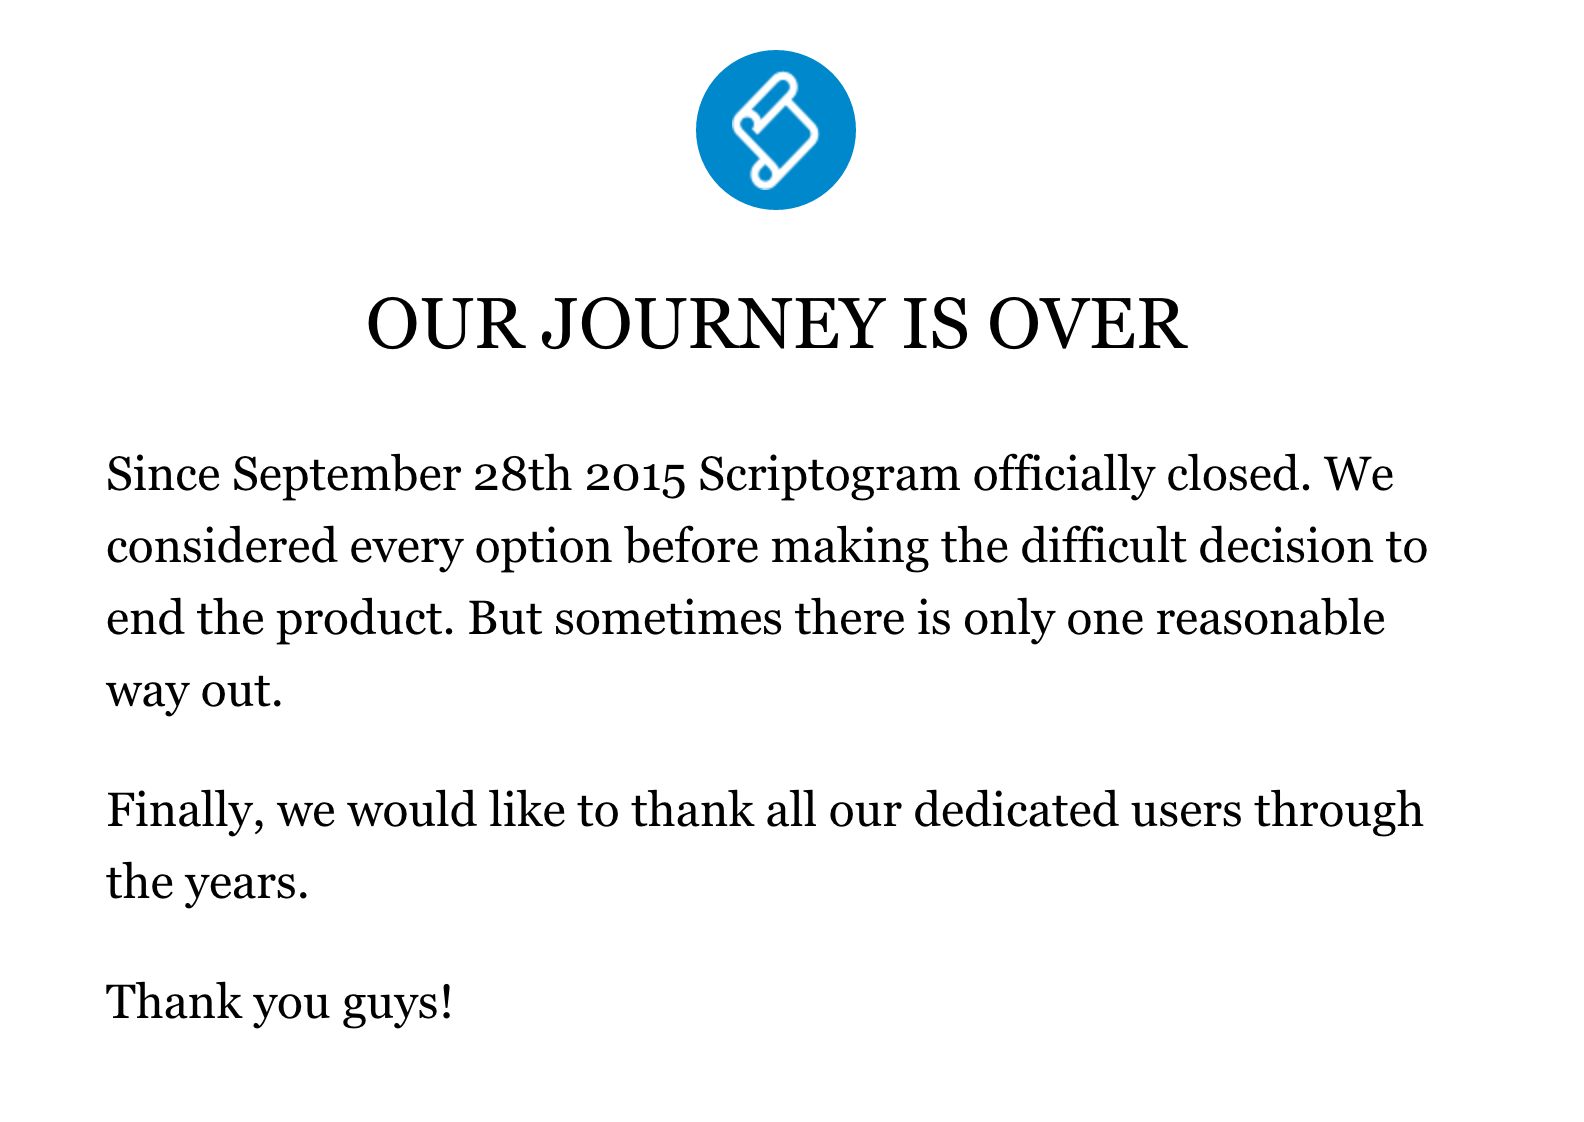 OUR JOURNEY IS OVER
Since September 28th 2015 Scriptogram officially closed. We
considered every option before making the difficult decision to
end the product. But sometimes there is only one reasonable
way out.
Finally, we would like to thank all our dedicated users through
the years.
Thank you guys!